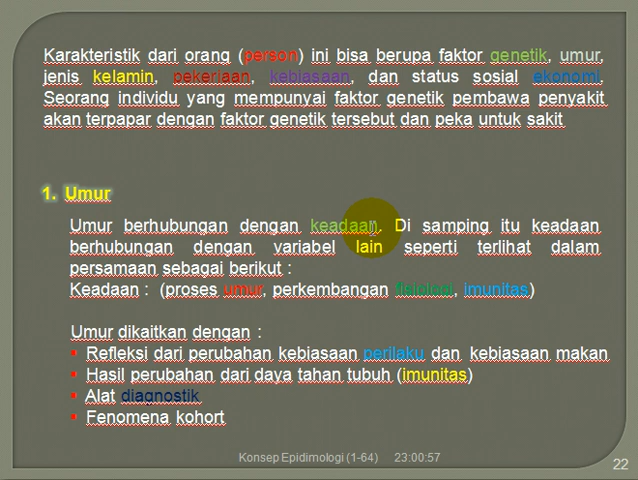 Karakteristik dari orang (person) ini bisa berupa faktor genetik, umur,
jenis kelamin, pekerjaan, kebiasaan, dan status sosial ekonomi.
Seorang individu yang mempunyai faktor genetik pembawa penyakit
akan terpapar dengan faktor genetik tersebut dan peka untuk sakit
1. Umur
Umur berhubungan dengan keadaan. Di samping itu keadaan
berhubungan dengan variabel lain seperti terlihat dalam
persamaan sebagai berikut :
Keadaan : (proses umur, perkembangan fisiologi, imunitas)
Umur dikaitkan dengan :
▪ Refleksi dari perubahan kebiasaan perilaku dan kebiasaan makan
▪ Hasil perubahan dari daya tahan tubuh (imunitas)
▪ Alat diagnostik
▪ Fenomena kohort
Konsep Epidimologi (1-64) 23:00:57
22